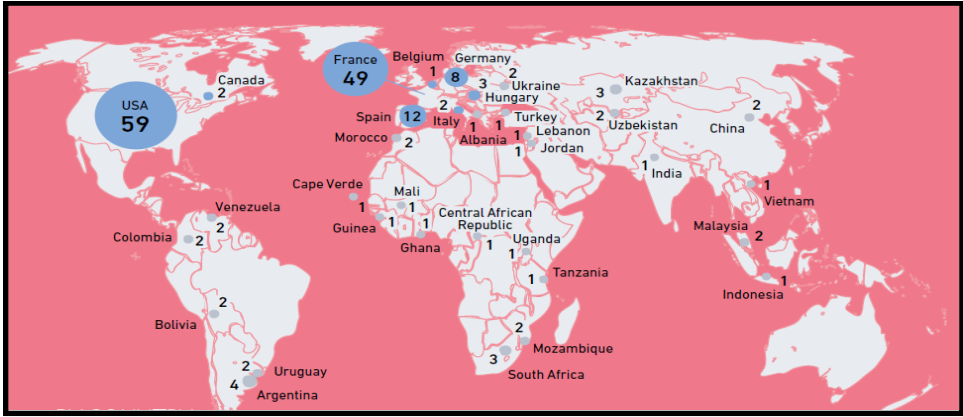 USA
59
Canada
2
France
49
Belgium
1
Germany
8
2
Ukraine
3
Hungary
Spain
12
2
Italy
Morocco
2
1
Albania
1
Turkey
1
Lebanon
1
Jordan
3
Kazakhstan
2
Uzbekistan
2
China
1
India
1
Vietnam
Malaysia
2
Indonesia
1
Cape Verde
1
Mali
1
Guinea
1
Ghana
1
Central African
Republic
1
Uganda
1
1
Tanzania
2
Mozambique
3
South Africa
Venezuela
2
Colombia
2
2
Bolivia
2
Uruguay
4
Argentina